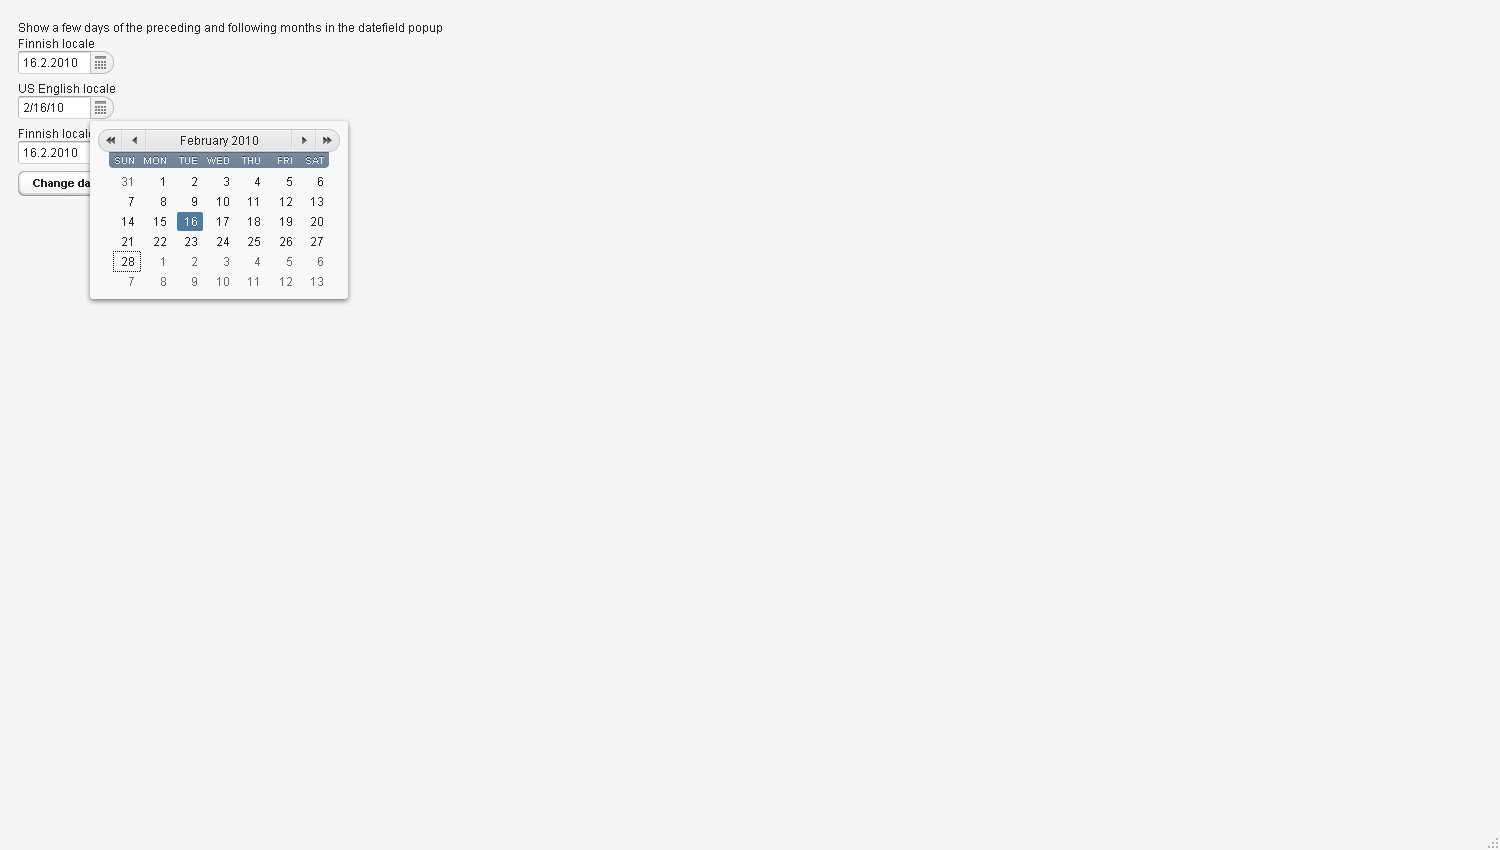 Show a few days of the preceding and following months in the datefield popup
Finnish locale
16.2.2010
US English locale
2/16/10
Finnish locale
16.2.2010
Change da
February 2010
SUN MON TUE WED THU FRI SAT
31 1 2 3 4 5 6
7 8 9 10 11 12 13
14 15 16 17 18 19 20
21 22 23 24 25 26 27
28 1 2 3 4 5 6
7 8 9 10 11 12 13